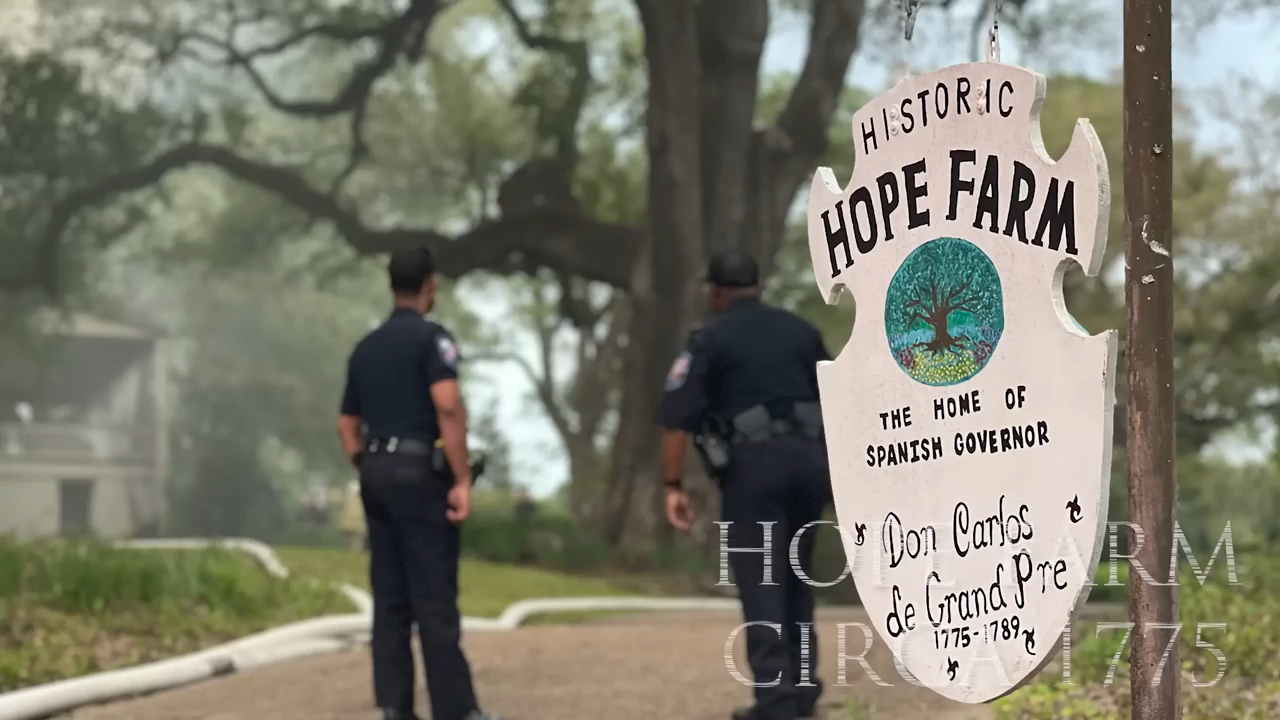 HISTORIC
HOPE FARM
THE HOME OF
SPANISH GOVERNOR
Don Carlos
de Grand Pre
1775-1789
HOPE FARM
CIRCA 1775